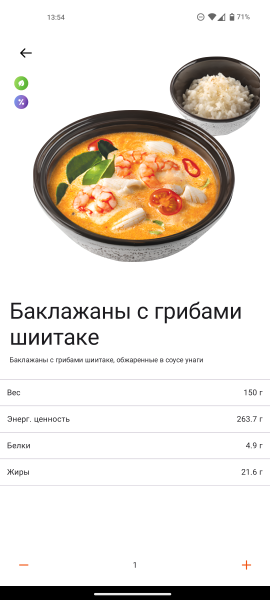 13:54
71%
Баклажаны с грибами
шиитаке
Баклажаны с грибами шиитаке, обжаренные в соусе унаги
Вес 150 г
Энерг. ценность 263.7 г
Белки 4.9 г
Жиры 21.6 г
1